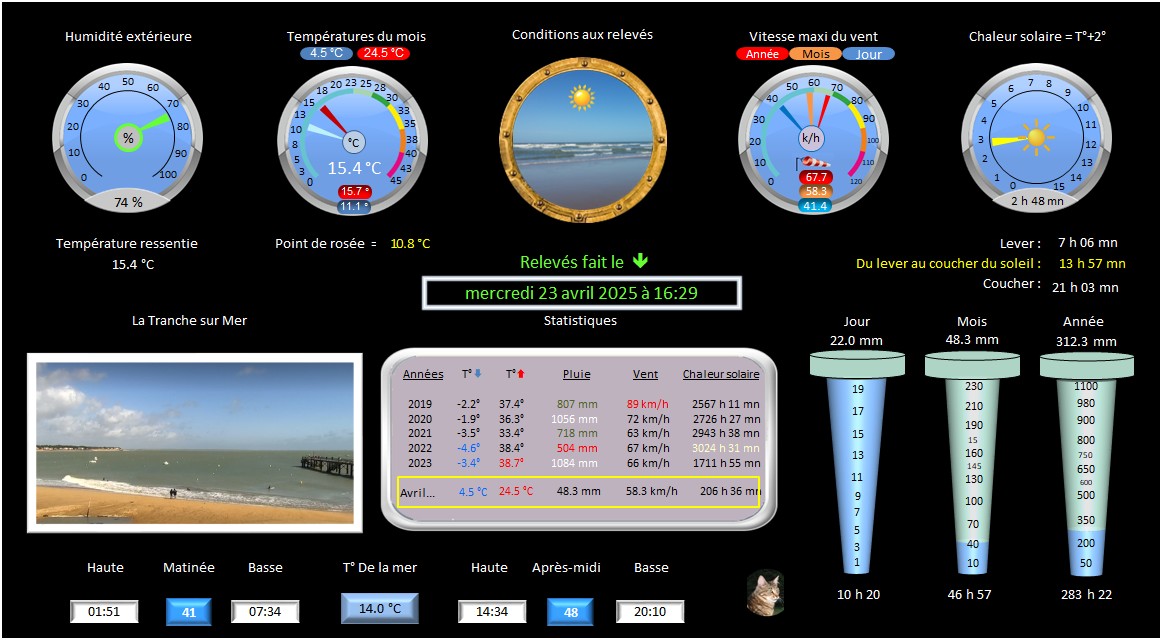 Humidité extérieure
Températures du mois
4.5 °C 24.5 °C
Conditions aux relevés
Vitesse maxi du vent
Année Mois Jour
Chaleur solaire = T°+2°
0 10 20 30 40 50 60 70 80 90 100
%
74 %
0 3 5 8 10 13 15 18 20 23 25 28 30 33 35 38 40 43 45
°C
15.4 °C
15.7 °
11.1 °
0 10 20 30 40 50 60 70 80 90 100 110 120
k/h
67.7
58.3
41.4
0 1 2 3 4 5 6 7 8 9 10 11 12 13 14 15
2 h 48 mn
Température ressentie
15.4 °C
Point de rosée = 10.8 °C
Relevés fait le
mercredi 23 avril 2025 à 16:29
Lever : 7 h 06 mn
Du lever au coucher du soleil : 13 h 57 mn
Coucher : 21 h 03 mn
La Tranche sur Mer
Statistiques
Années T° T° Pluie Vent Chaleur solaire
2019 -2.2° 37.4° 807 mm 89 km/h 2567 h 11 mn
2020 -1.9° 36.3° 1056 mm 72 km/h 2726 h 27 mn
2021 -3.5° 33.4° 718 mm 63 km/h 2943 h 38 mn
2022 -4.6° 38.4° 504 mm 67 km/h 3024 h 31 mn
2023 -3.4° 38.7° 1084 mm 66 km/h 1711 h 55 mn
Avril... 4.5 °C 24.5 °C 48.3 mm 58.3 km/h 206 h 36 mn
Jour
22.0 mm
19
17
15
13
11
9
7
5
3
1
10 h 20
Mois
48.3 mm
230
210
190
15
160
145
130
100
70
40
10
46 h 57
Année
312.3 mm
1100
980
900
800
750
650
600
500
350
200
50
283 h 22
Haute Matinée Basse
01:51 41 07:34
T° De la mer
14.0 °C
Haute Après-midi Basse
14:34 48 20:10